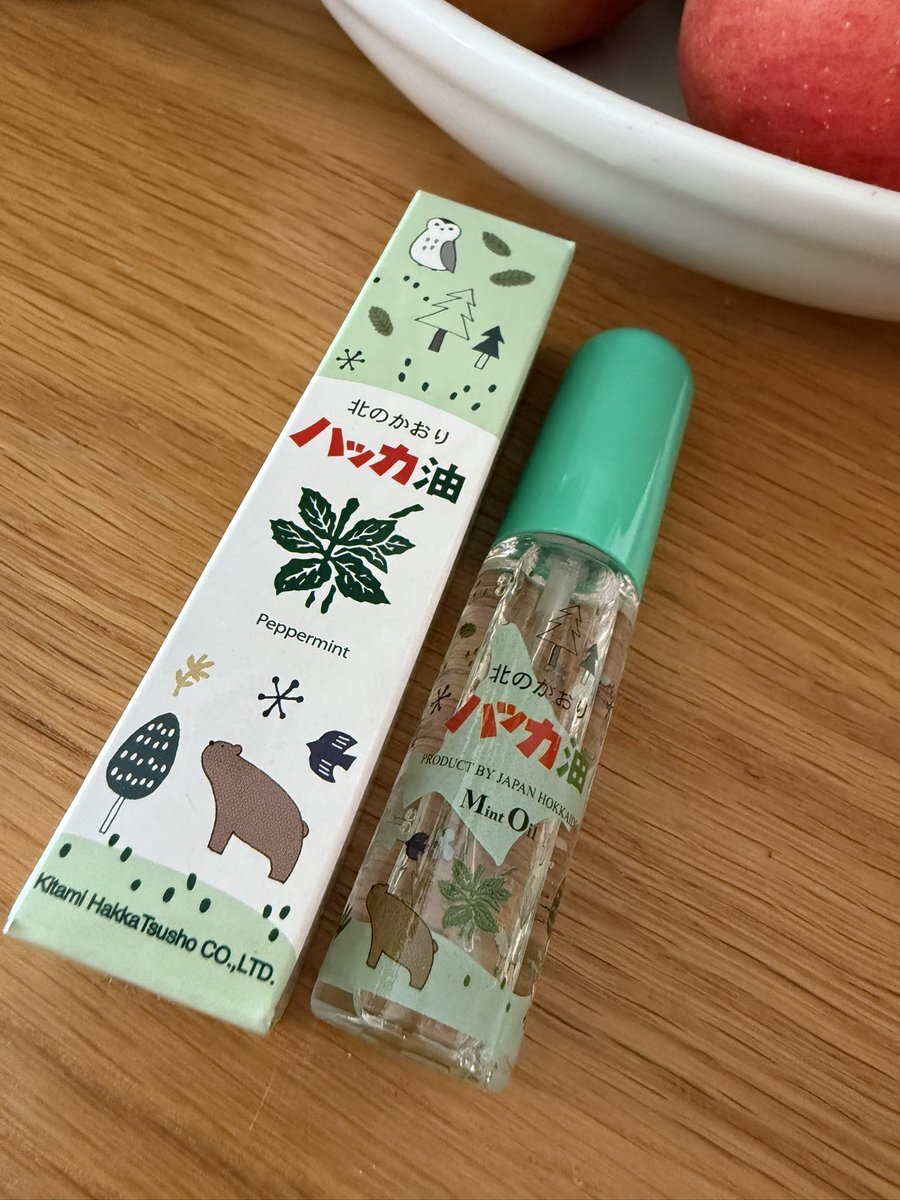 北のかおり
ハッカ油
Peppermint
Kitami HakkaTsusho CO.,LTD.
北のかおり
ハッカ油
PRODUCT BY JAPAN HOKKAIDO
Mint Oil